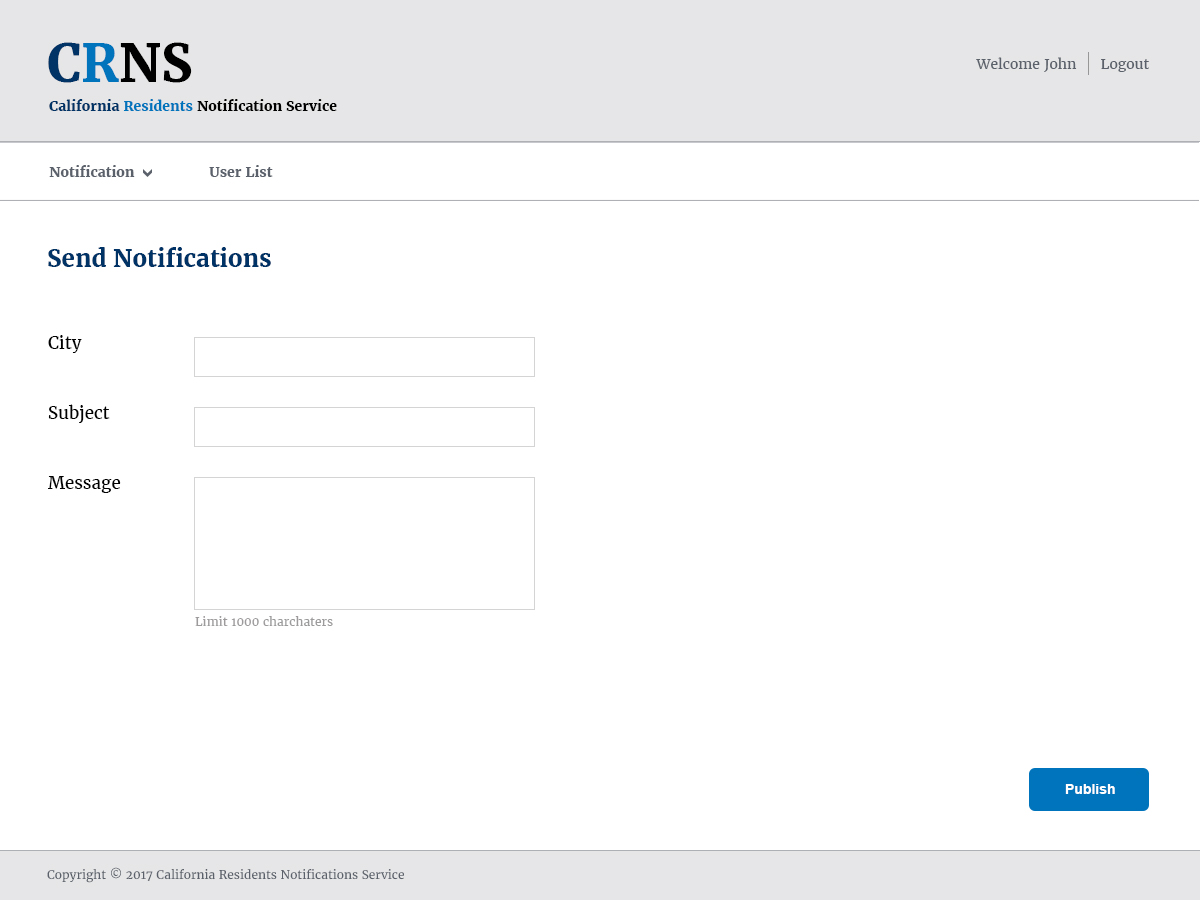 CRNS
California Residents Notification Service
Welcome John
Logout
Notification
User List
Send Notifications
City
Subject
Message
Limit 1000 charchaters
Publish
Copyright © 2017 California Residents Notifications Service